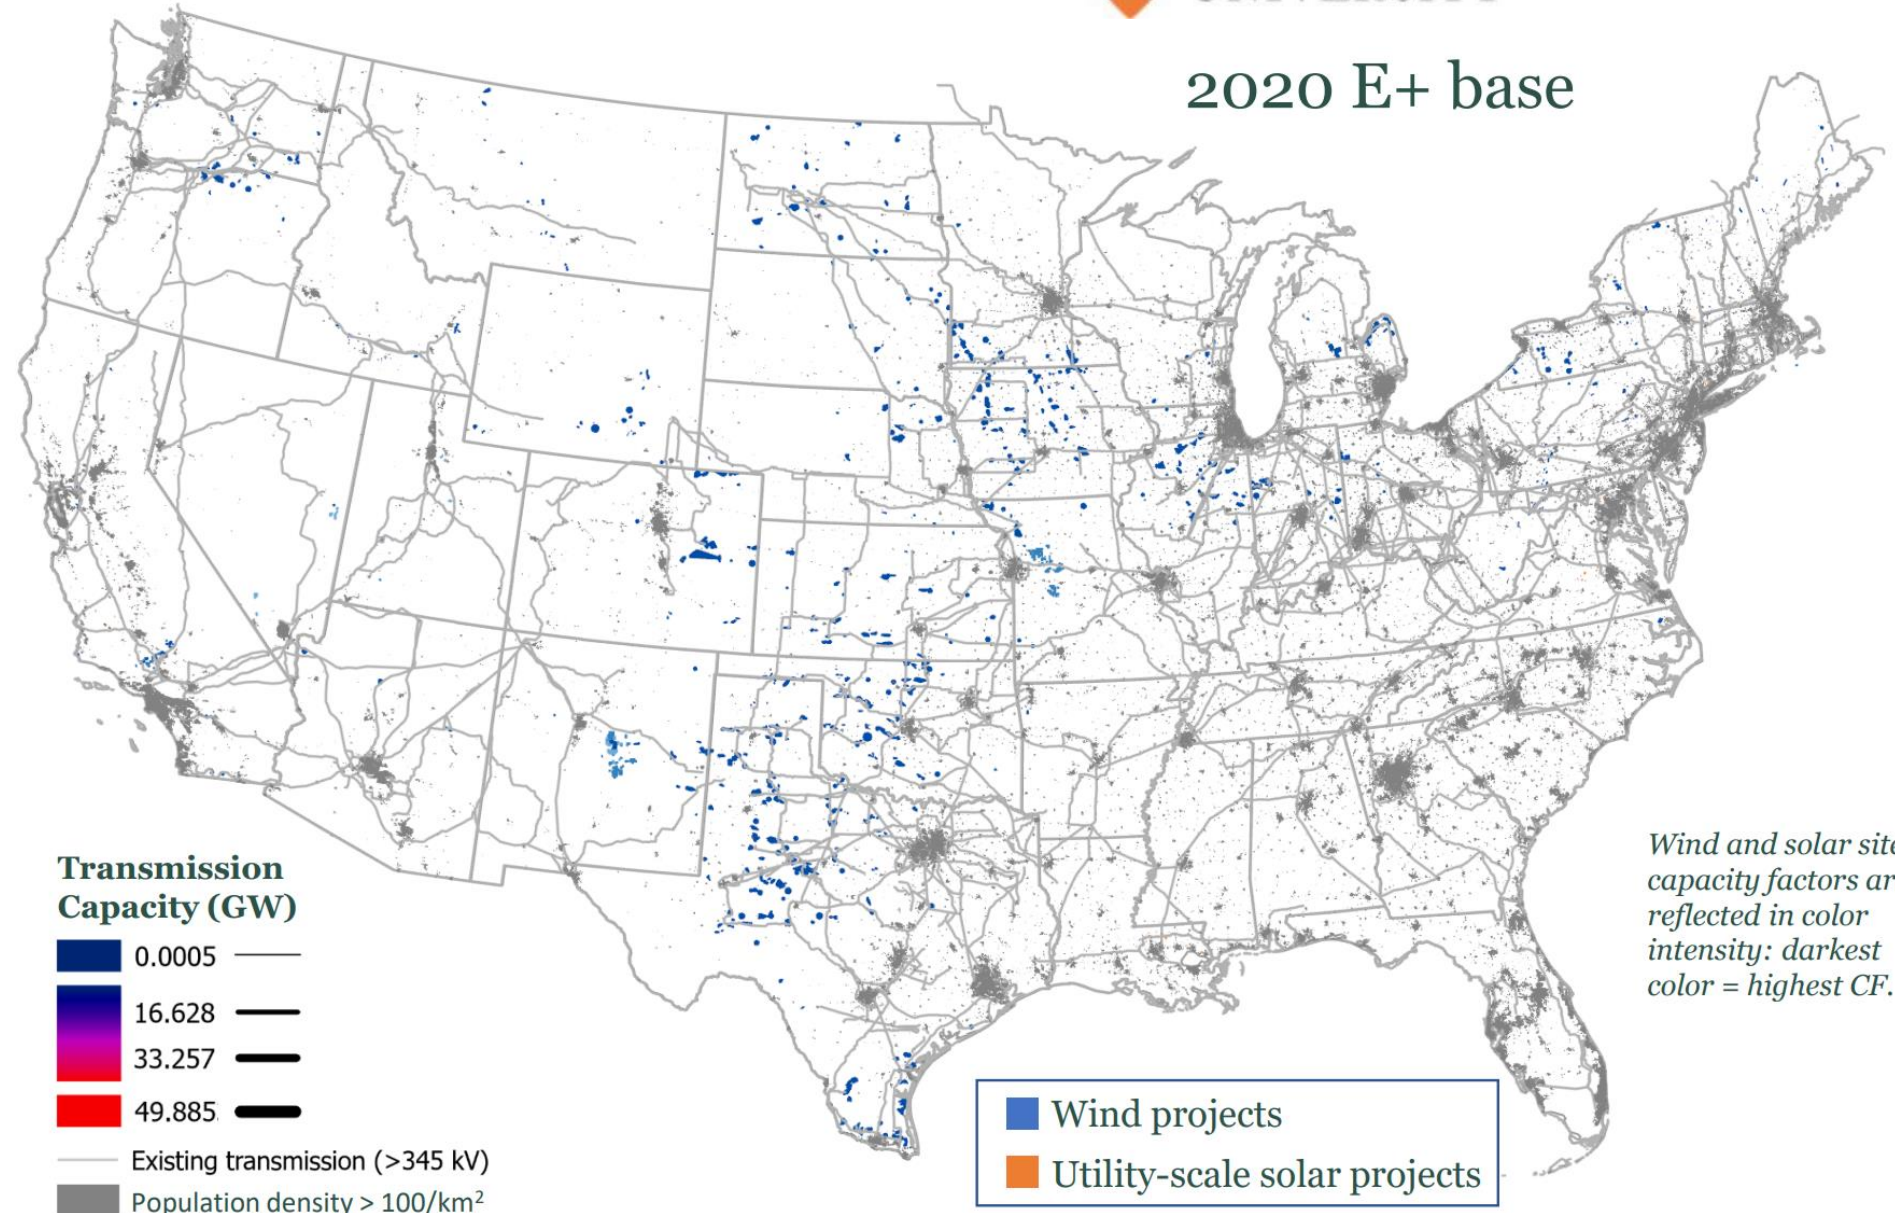 2020 E+ base
Transmission
Capacity (GW)
0.0005
16.628
33.257
49.885
Existing transmission (>345 kV)
Population density > 100/km²
Wind projects
Utility-scale solar projects
Wind and solar site
capacity factors ar
reflected in color
intensity: darkest
color = highest CF.